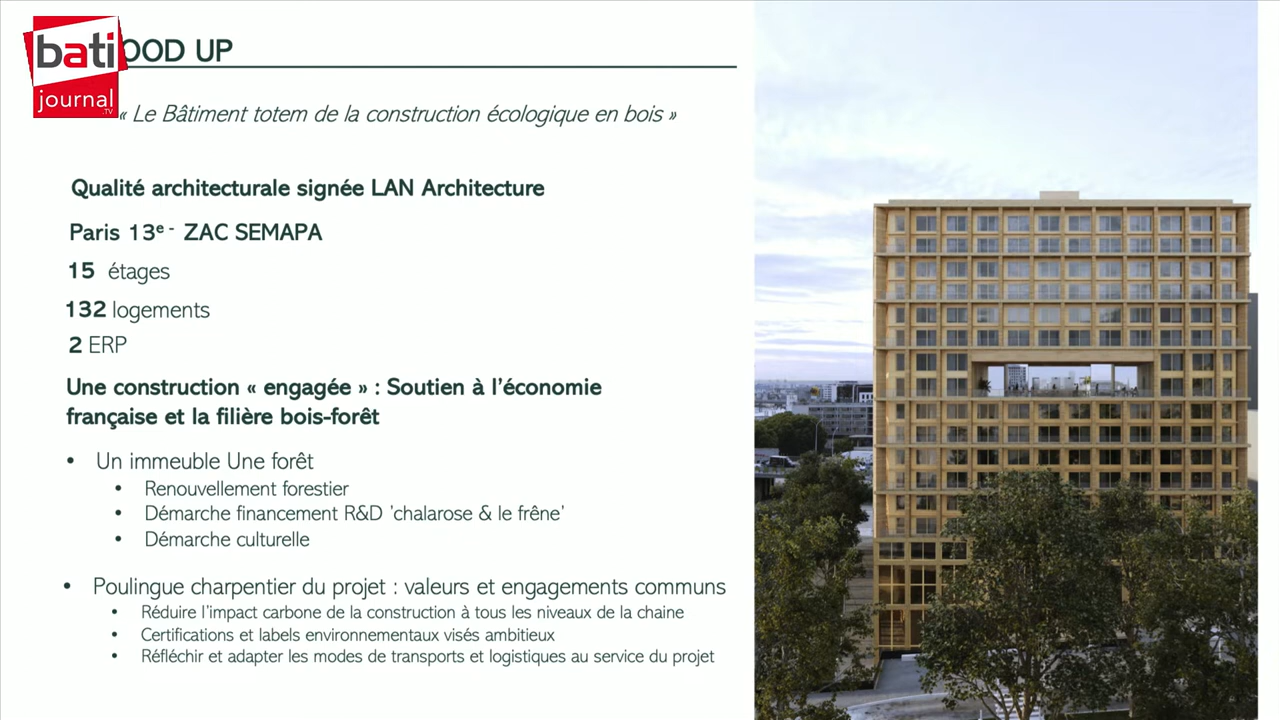 bati
journal
.TV
OOD UP
« Le Bâtiment totem de la construction écologique en bois »
Qualité architecturale signée LAN Architecture
Paris 13e - ZAC SEMAPA
15 étages
132 logements
2 ERP
Une construction « engagée » : Soutien à l'économie
française et la filière bois-forêt
• Un immeuble Une forêt
• Renouvellement forestier
• Démarche financement R&D 'chalarose & le frêne'
• Démarche culturelle
• Poulingue charpentier du projet : valeurs et engagements communs
• Réduire l'impact carbone de la construction à tous les niveaux de la chaine
• Certifications et labels environnementaux visés ambitieux
• Réfléchir et adapter les modes de transports et logistiques au service du projet